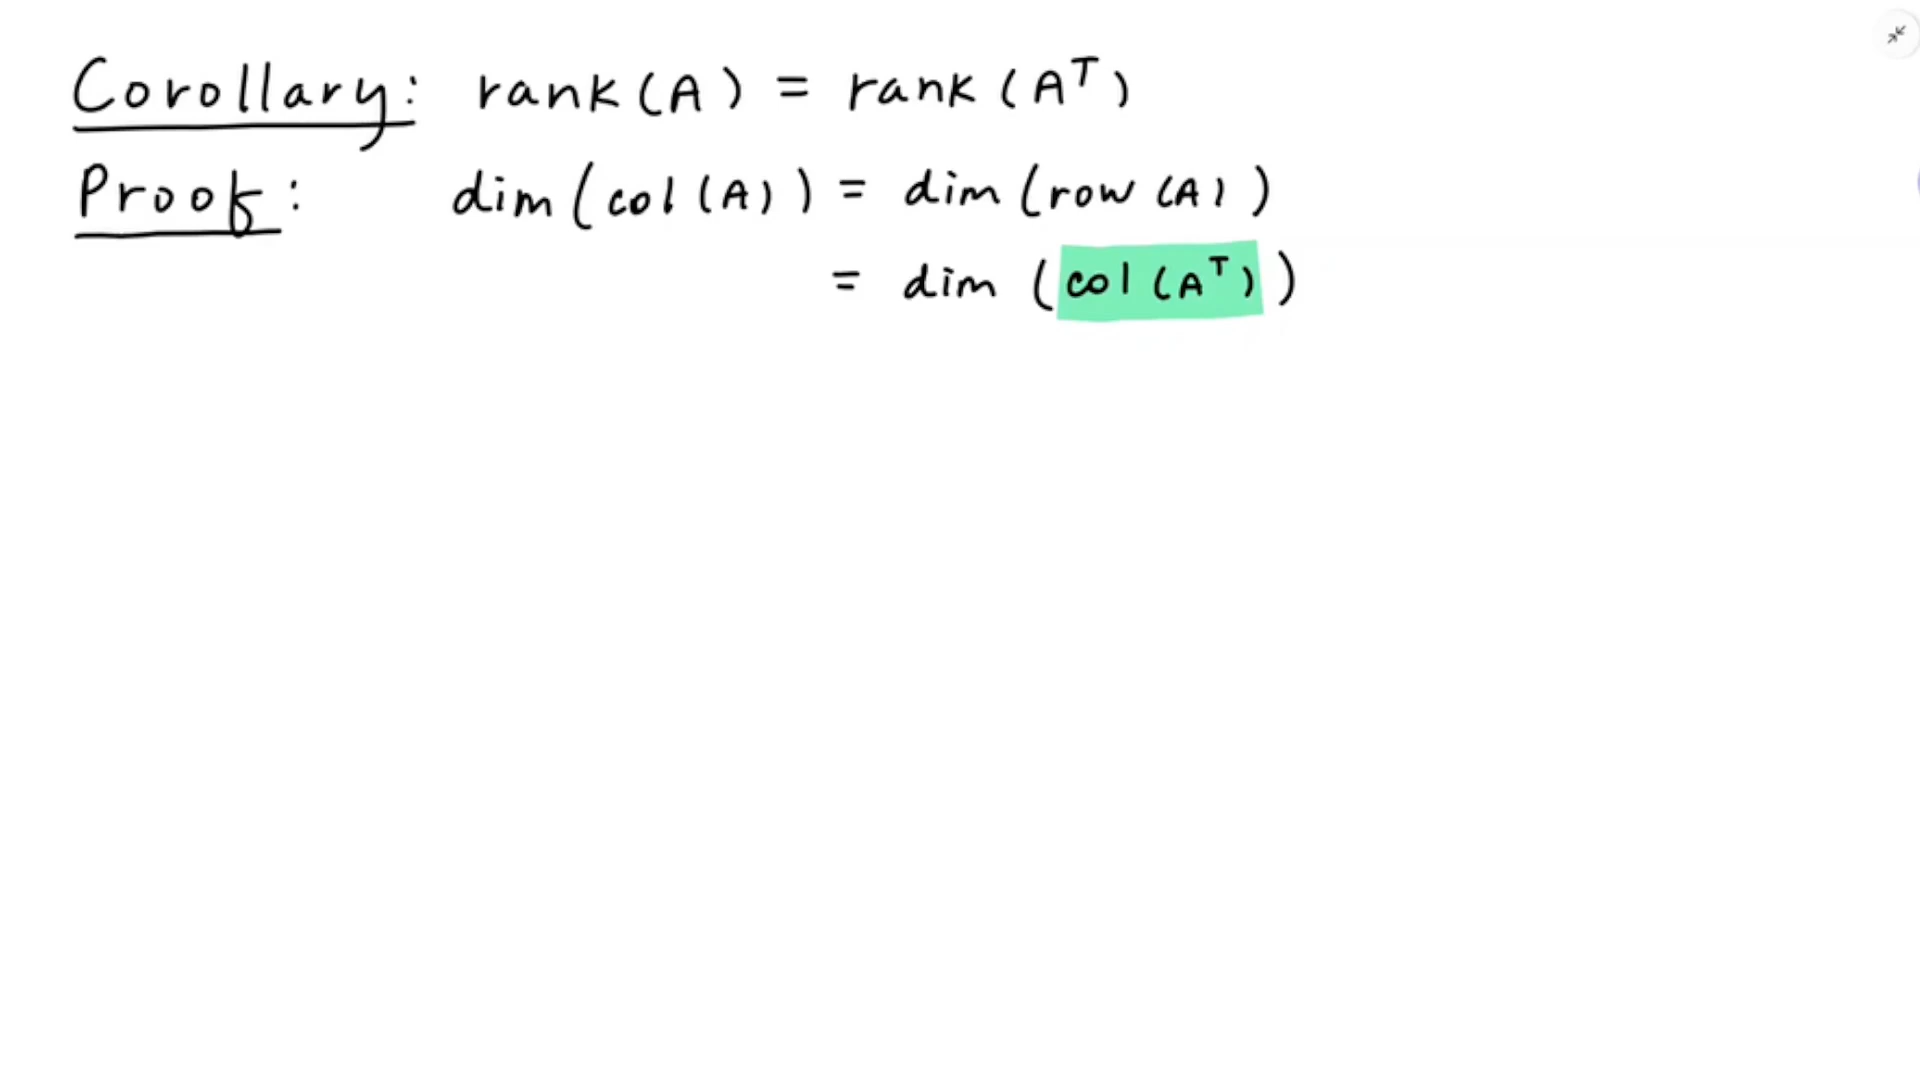 Corollary: rank(A) = rank(Aᵀ)
Proof: dim(col(A)) = dim(row(A))
= dim(col(Aᵀ))